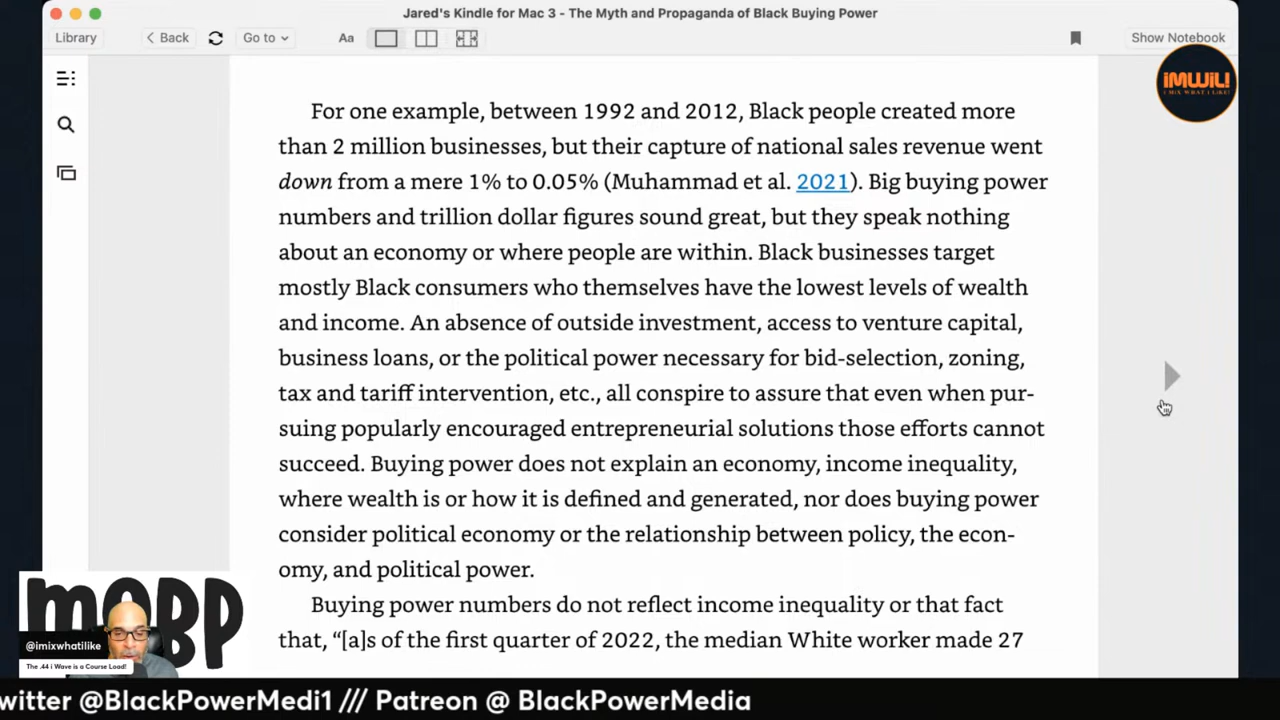 Jared's Kindle for Mac 3 - The Myth and Propaganda of Black Buying Power
Library
Back
Go to
Aa
Show Notebook
iMWiL!
I MIX WHAT I LIKE!
For one example, between 1992 and 2012, Black people created more
than 2 million businesses, but their capture of national sales revenue went
down from a mere 1% to 0.05% (Muhammad et al. 2021). Big buying power
numbers and trillion dollar figures sound great, but they speak nothing
about an economy or where people are within. Black businesses target
mostly Black consumers who themselves have the lowest levels of wealth
and income. An absence of outside investment, access to venture capital,
business loans, or the political power necessary for bid-selection, zoning,
tax and tariff intervention, etc., all conspire to assure that even when pur-
suing popularly encouraged entrepreneurial solutions those efforts cannot
succeed. Buying power does not explain an economy, income inequality,
where wealth is or how it is defined and generated, nor does buying power
consider political economy or the relationship between policy, the econ-
omy, and political power.
Buying power numbers do not reflect income inequality or that fact
that, “[a]s of the first quarter of 2022, the median White worker made 27
mOBP
@imixwhatilike
The .44 i Wave is a Course Load!
witter @BlackPowerMedi1 /// Patreon @ BlackPowerMedia